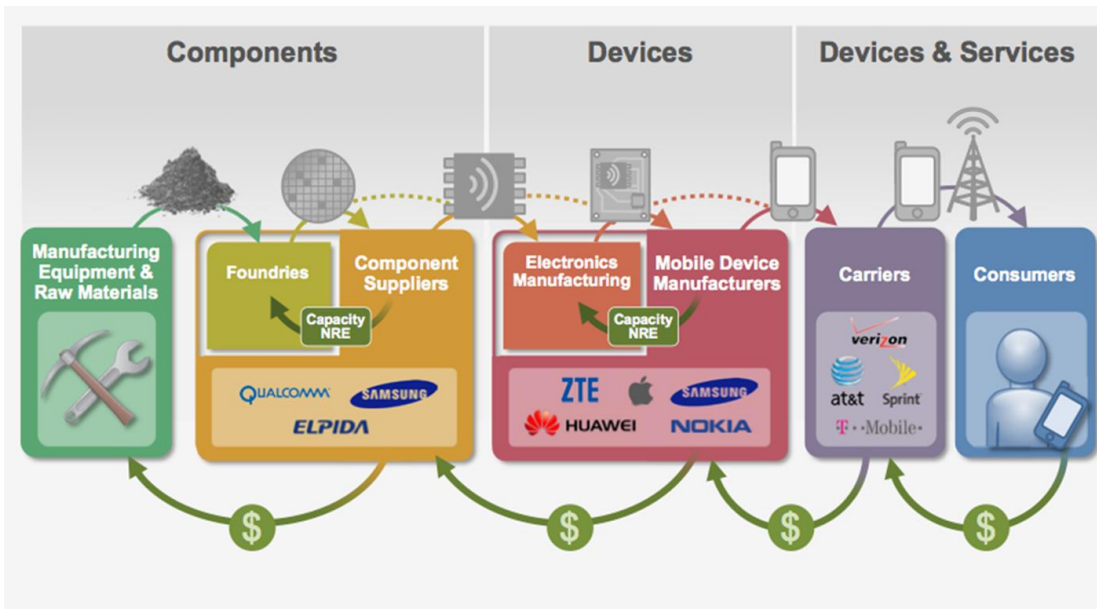 Components
Devices
Devices & Services
Manufacturing
Equipment &
Raw Materials
Foundries
Component
Suppliers
Capacity
NRE
QUALCOMM
SAMSUNG
ELPIDA
Electronics
Manufacturing
Mobile Device
Manufacturers
Capacity
NRE
ZTE
SAMSUNG
HUAWEI
NOKIA
Carriers
verizon
at&t
Sprint
T··Mobile·
Consumers
$
$
$
$